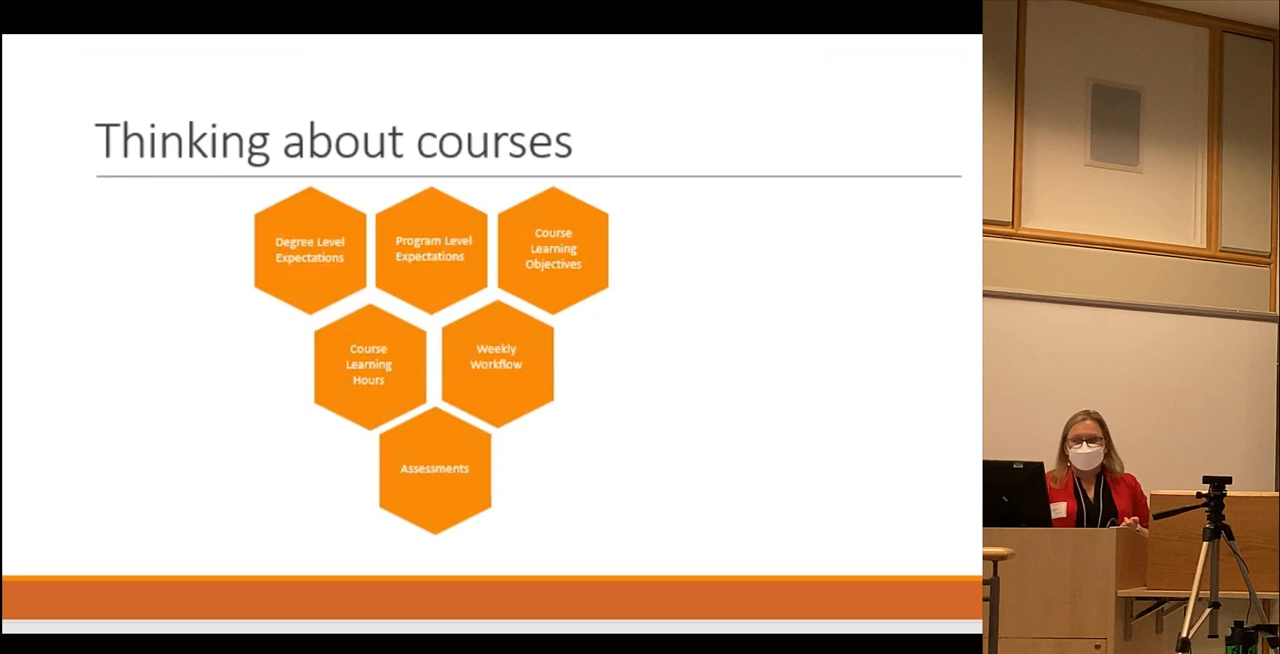 Thinking about courses
Degree Level
Expectations
Program Level
Expectations
Course
Learning
Objectives
Course
Learning
Hours
Weekly
Workflow
Assessments